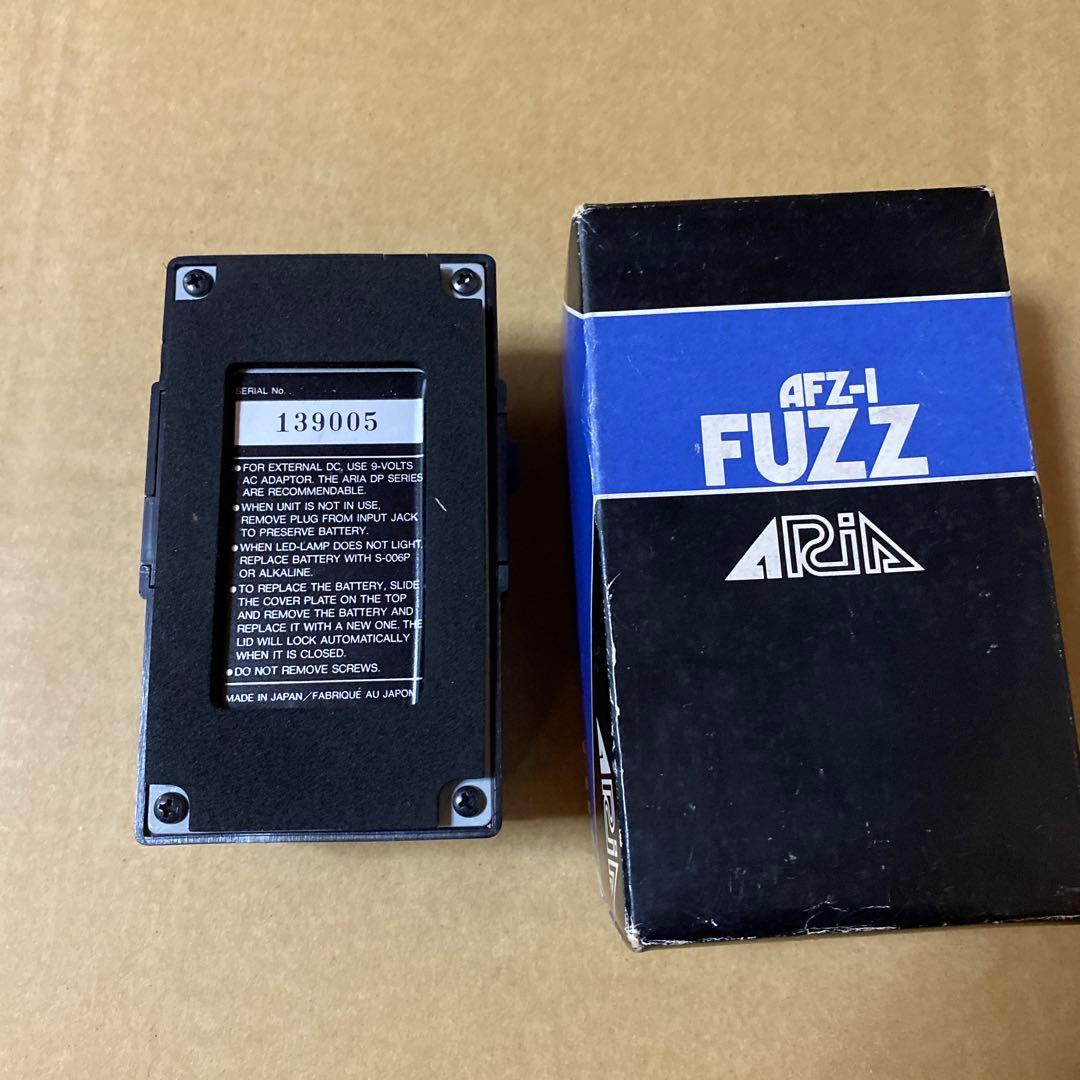 SERIAL No.
139005
• FOR EXTERNAL DC, USE 9-VOLTS
AC ADAPTOR. THE ARIA DP SERIES
ARE RECOMMENDABLE.
• WHEN UNIT IS NOT IN USE,
REMOVE PLUG FROM INPUT JACK
TO PRESERVE BATTERY.
• WHEN LED-LAMP DOES NOT LIGHT,
REPLACE BATTERY WITH S-006P
OR ALKALINE.
• TO REPLACE THE BATTERY, SLIDE
THE COVER PLATE ON THE TOP
AND REMOVE THE BATTERY AND
REPLACE IT WITH A NEW ONE. THE
LID WILL LOCK AUTOMATICALLY
WHEN IT IS CLOSED.
• DO NOT REMOVE SCREWS.
MADE IN JAPAN/FABRIQUÉ AU JAPON
AFZ-1
FUZZ
ARIA
ARIA